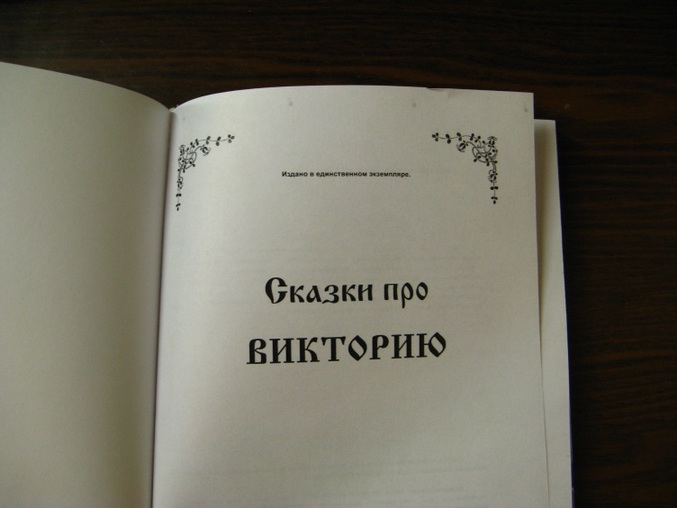 Издано в единственном экземпляре.
Сказки про
ВИКТОРИЮ